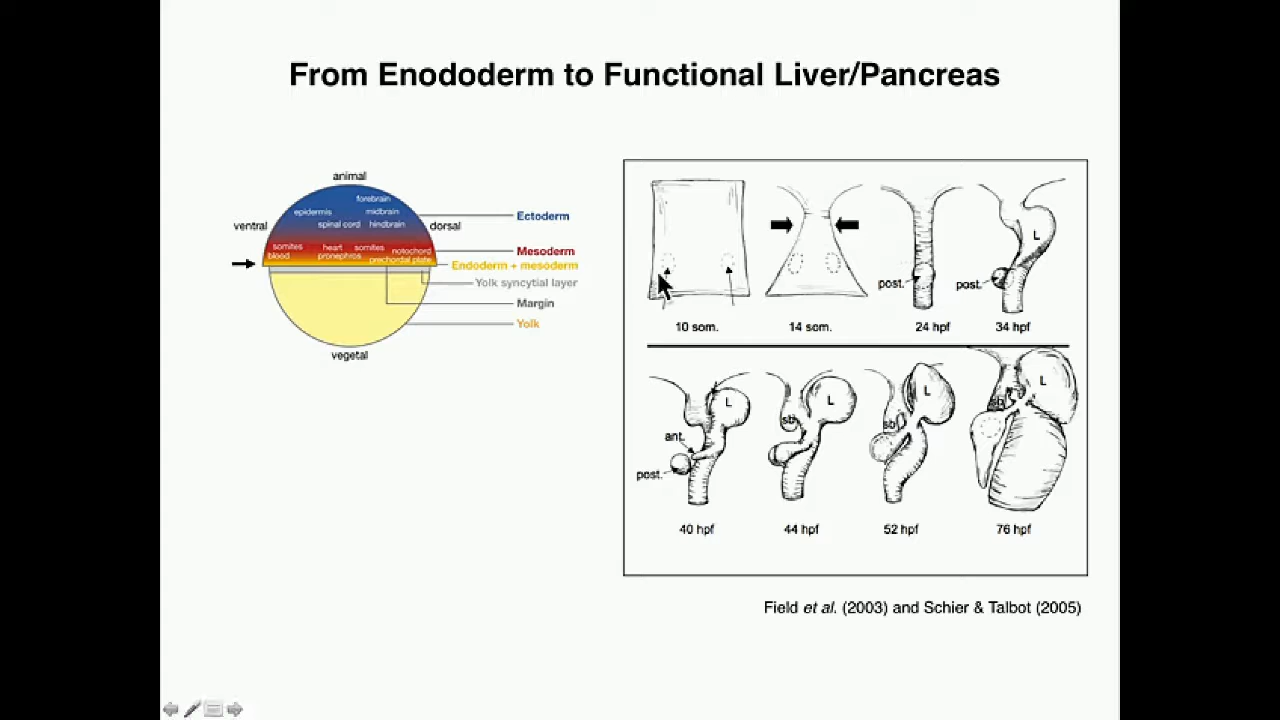 From Enododerm to Functional Liver/Pancreas
animal
forebrain
epidermis
midbrain
ventral
spinal cord
hindbrain
dorsal
Ectoderm
somites
heart
somites
notochord
Mesoderm
blood
pronephros
prechordal plate
Endoderm + mesoderm
Yolk syncytial layer
Margin
Yolk
vegetal
L
post.
post.
10 som.
14 som.
24 hpf
34 hpf
L
L
L
L
sb
sb
sb
ant.
post.
40 hpf
44 hpf
52 hpf
76 hpf
Field et al. (2003) and Schier & Talbot (2005)